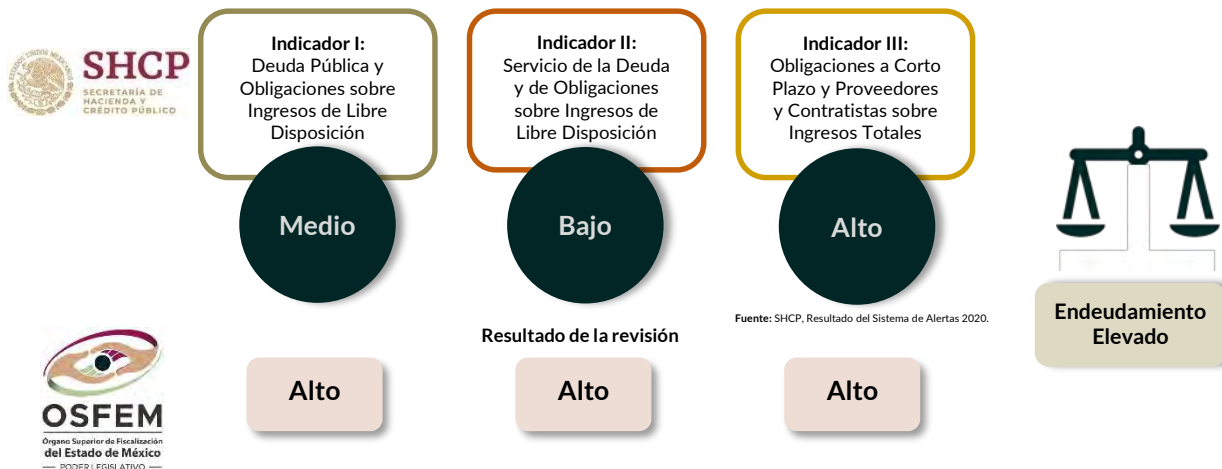 SHCP
SECRETARÍA DE
HACIENDA Y
CRÉDITO PÚBLICO
Indicador I:
Deuda Pública y
Obligaciones sobre
Ingresos de Libre
Disposición
Medio
Indicador II:
Servicio de la Deuda
y de Obligaciones
sobre Ingresos de
Libre Disposición
Bajo
Indicador III:
Obligaciones a Corto
Plazo y Proveedores
y Contratistas sobre
Ingresos Totales
Alto
Fuente: SHCP, Resultado del Sistema de Alertas 2020.
Endeudamiento
Elevado
Resultado de la revisión
OSFEM
Órgano Superior de Fiscalización
del Estado de México
PODER LEGISLATIVO
Alto
Alto
Alto